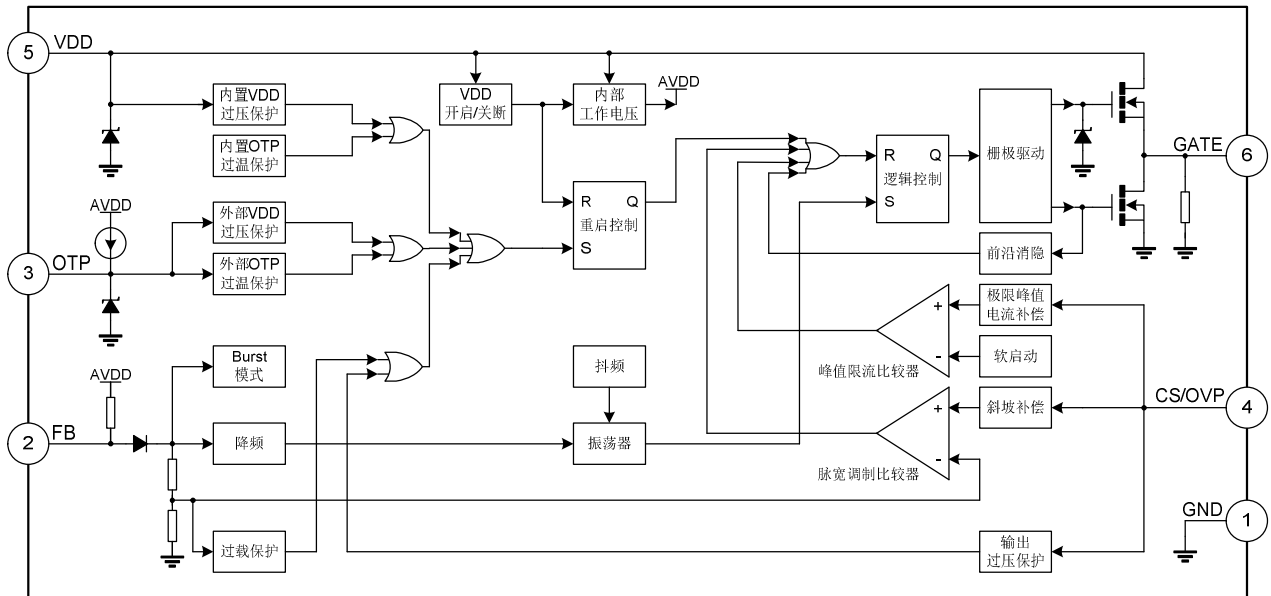 5 VDD
AVDD
内置VDD
过压保护
VDD
开启/关断
内部
工作电压
内置OTP
过温保护
R Q
逻辑控制
S
栅极驱动
GATE 6
AVDD
外部VDD
过压保护
R Q
重启控制
S
3 OTP
外部OTP
过温保护
前沿消隐
+
-
峰值限流比较器
极限峰值
电流补偿
软启动
Burst
模式
抖频
AVDD
2 FB
降频
振荡器
+
-
脉宽调制比较器
斜坡补偿
CS/OVP 4
GND 1
过载保护
输出
过压保护